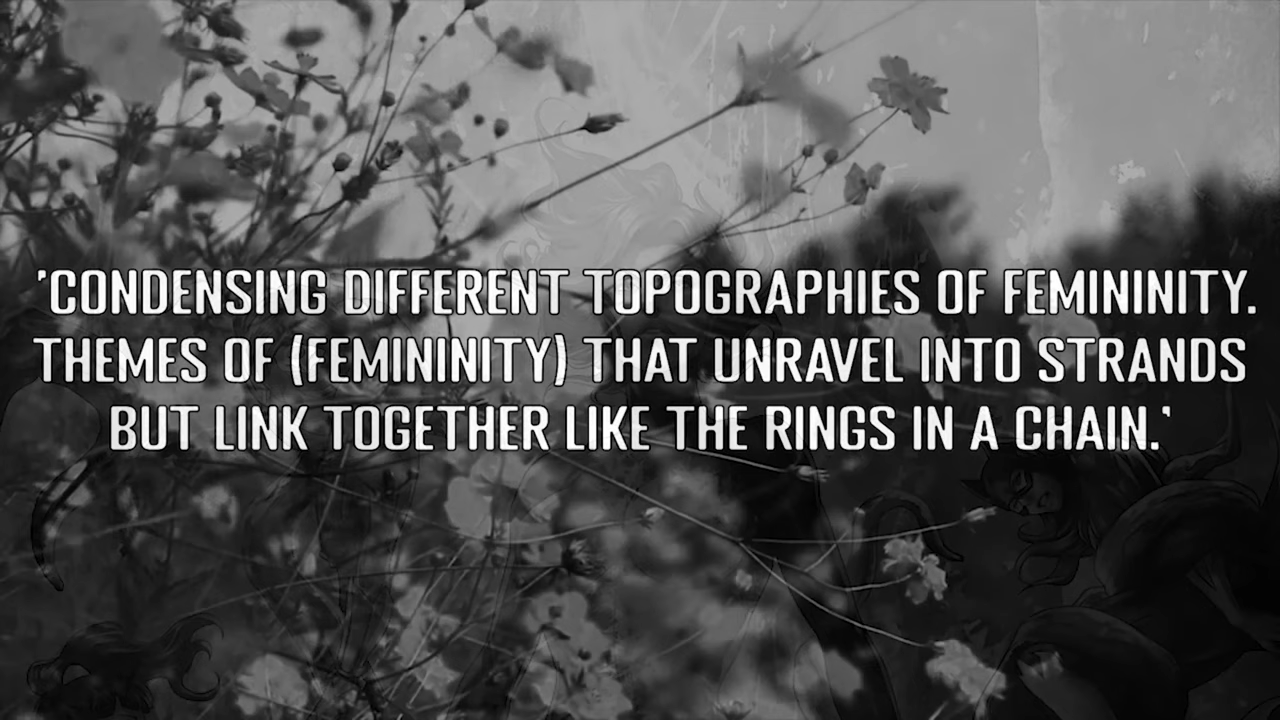 'CONDENSING DIFFERENT TOPOGRAPHIES OF FEMININITY.
THEMES OF (FEMININITY) THAT UNRAVEL INTO STRANDS
BUT LINK TOGETHER LIKE THE RINGS IN A CHAIN.'